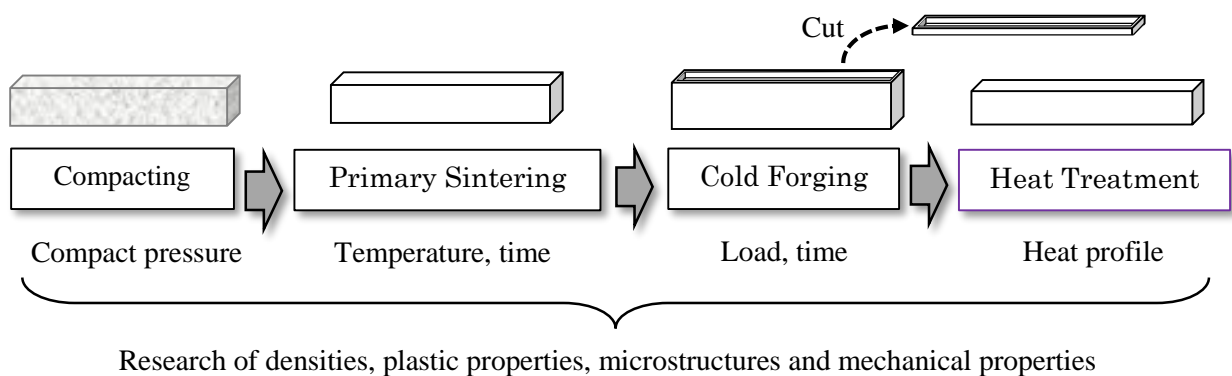 Cut
Compacting
Primary Sintering
Cold Forging
Heat Treatment
Compact pressure
Temperature, time
Load, time
Heat profile
Research of densities, plastic properties, microstructures and mechanical properties